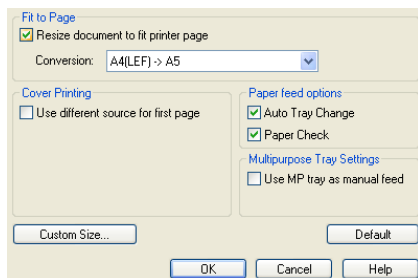 Fit to Page
Resize document to fit printer page
Conversion: A4(LEF) -> A5
Cover Printing
Use different source for first page
Paper feed options
Auto Tray Change
Paper Check
Multipurpose Tray Settings
Use MP tray as manual feed
Custom Size...
Default
OK
Cancel
Help